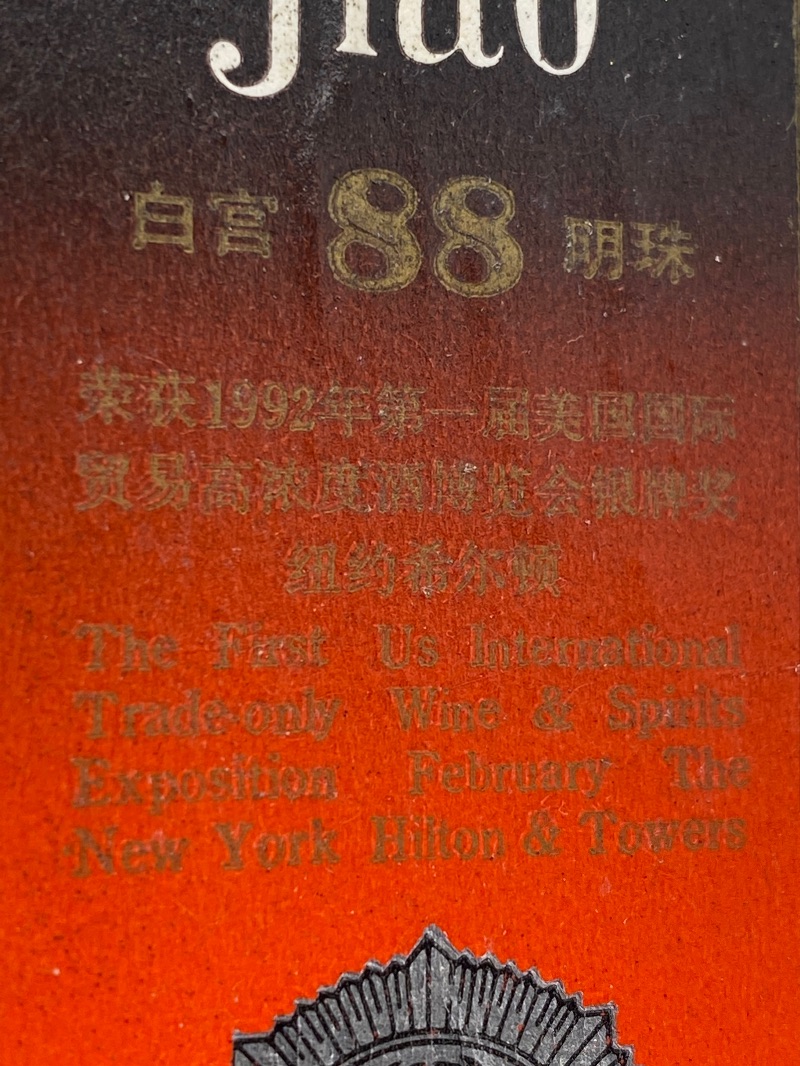 jiao
白宫 88 明珠
荣获1992年第一届美国国际
贸易高浓度酒博览会银牌奖
纽约希尔顿
The First Us International
Trade-only Wine & Spirits
Exposition February The
New York Hilton & Towers